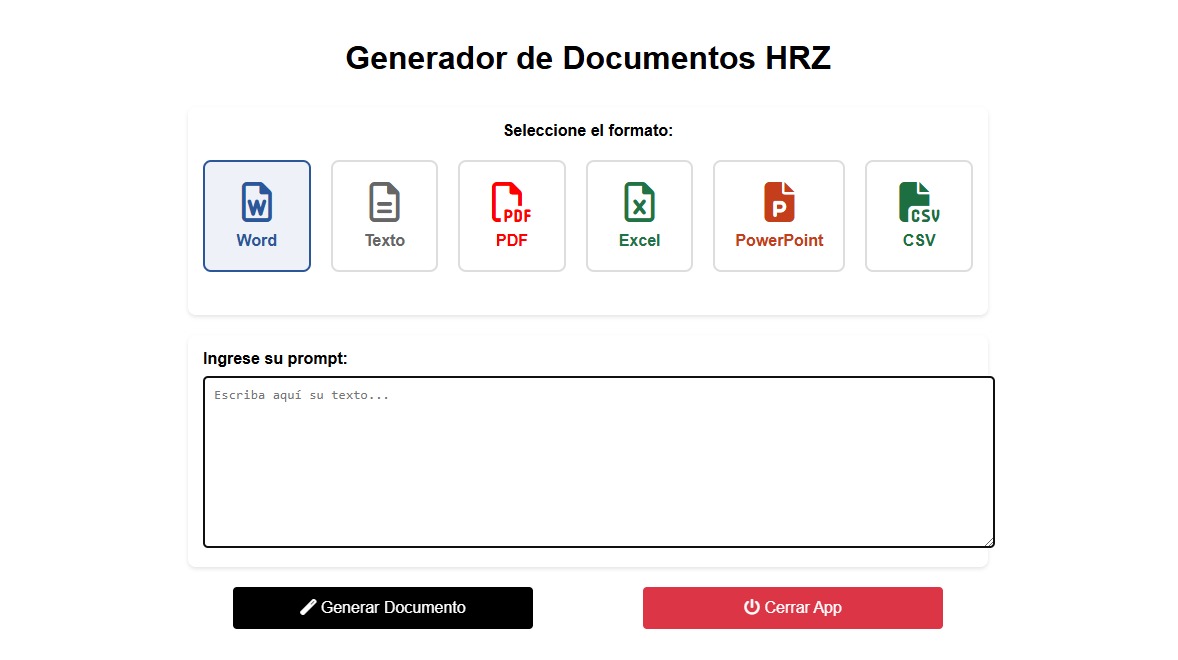 Generador de Documentos HRZ
Seleccione el formato:
W
Word
Texto
PDF
PDF
X
Excel
P
PowerPoint
CSV
CSV
Ingrese su prompt:
Escriba aquí su texto...
Generar Documento
Cerrar App